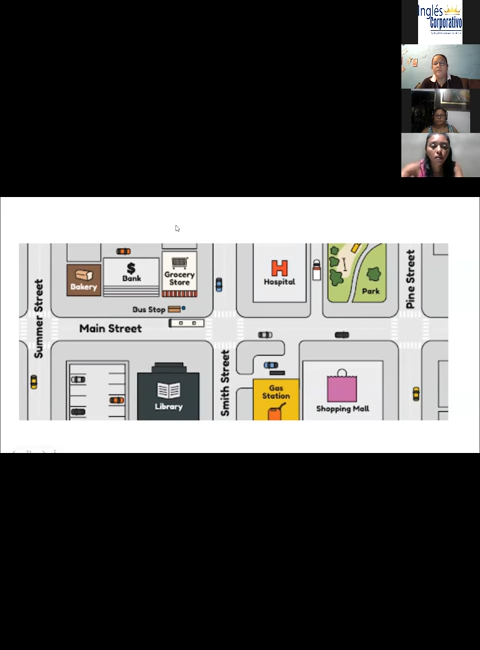 Inglés
Corporativo
Summer Street
Bakery
$
Bank
Grocery
Store
H
Hospital
Park
Pine Street
Bus Stop
Main Street
Smith Street
Library
Gas
Station
Shopping Mall